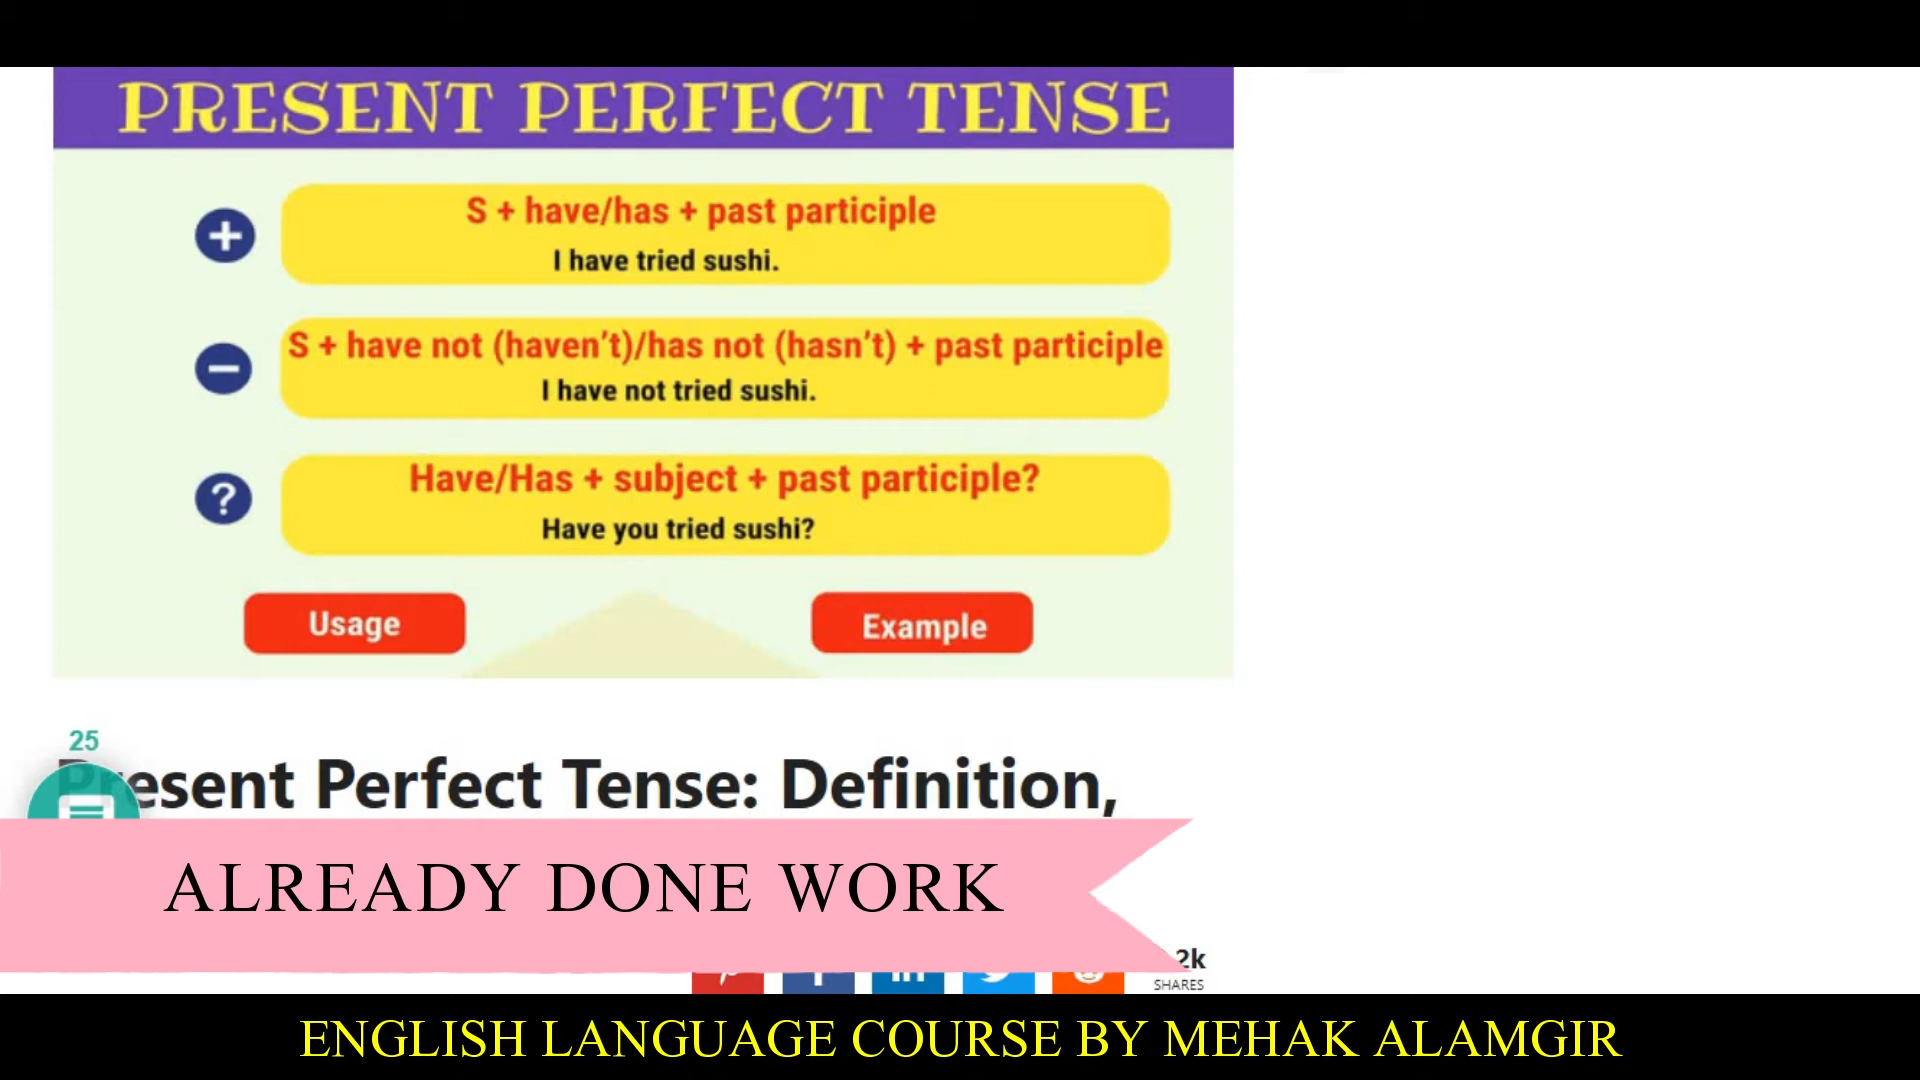 PRESENT PERFECT TENSE
S + have/has + past participle
I have tried sushi.
S + have not (haven't)/has not (hasn't) + past participle
I have not tried sushi.
Have/Has + subject + past participle?
Have you tried sushi?
Usage
Example
25
Present Perfect Tense: Definition,
ALREADY DONE WORK
2k
SHARES
ENGLISH LANGUAGE COURSE BY MEHAK ALAMGIR